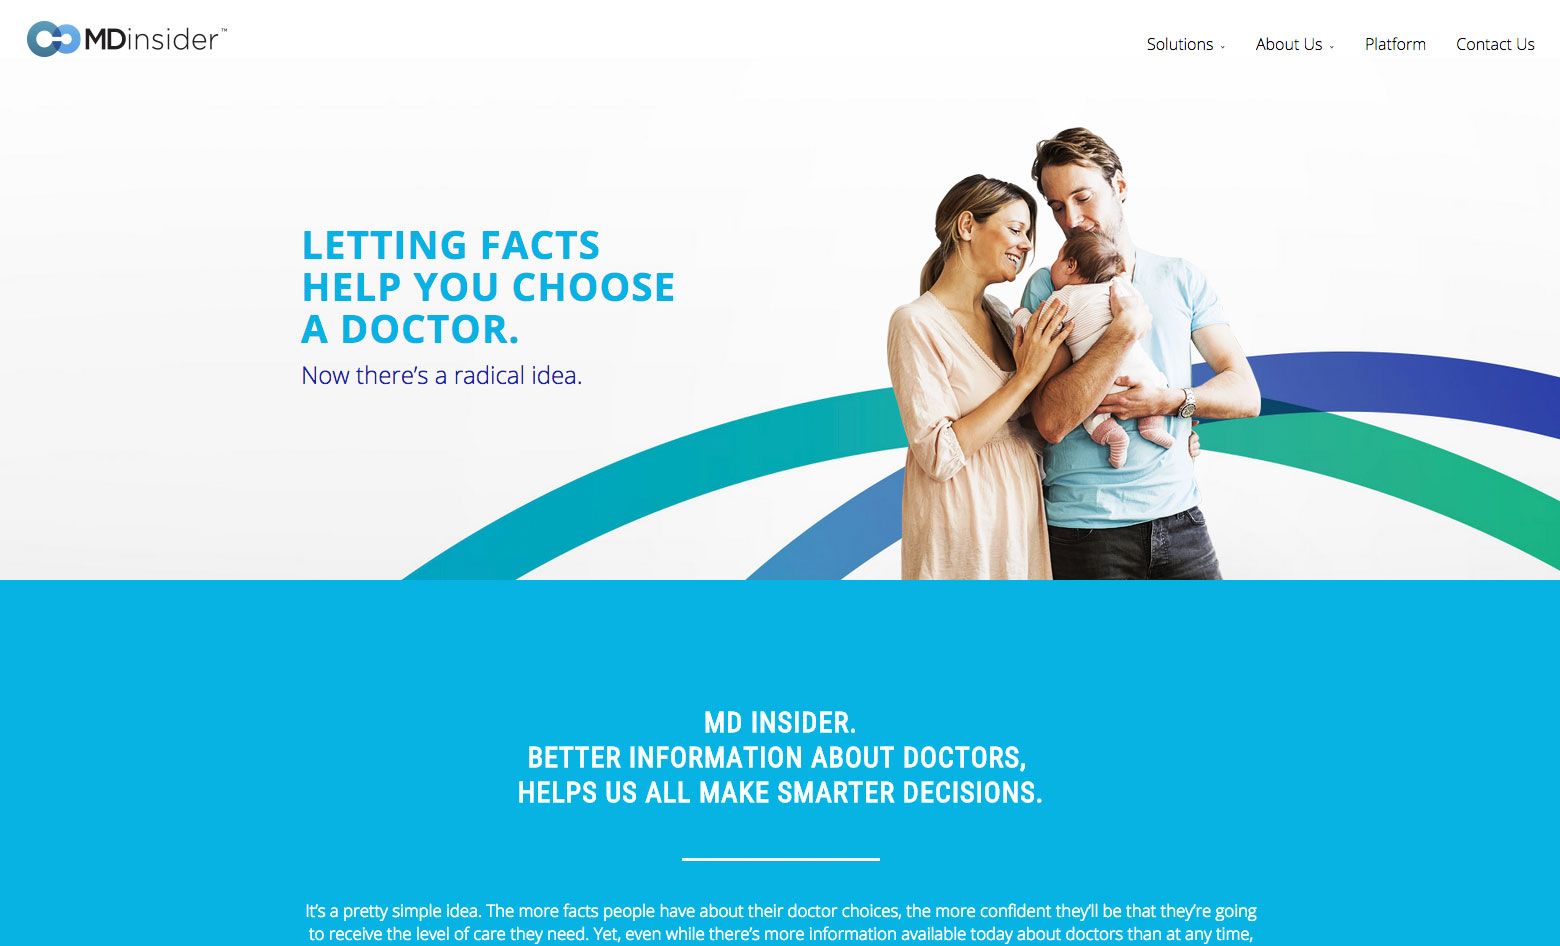 MDinsider™
Solutions
About Us
Platform
Contact Us
LETTING FACTS
HELP YOU CHOOSE
A DOCTOR.
Now there’s a radical idea.
MD INSIDER.
BETTER INFORMATION ABOUT DOCTORS,
HELPS US ALL MAKE SMARTER DECISIONS.
It’s a pretty simple idea. The more facts people have about their doctor choices, the more confident they’ll be that they’re going
to receive the level of care they need. Yet, even while there’s more information available today about doctors than at any time,